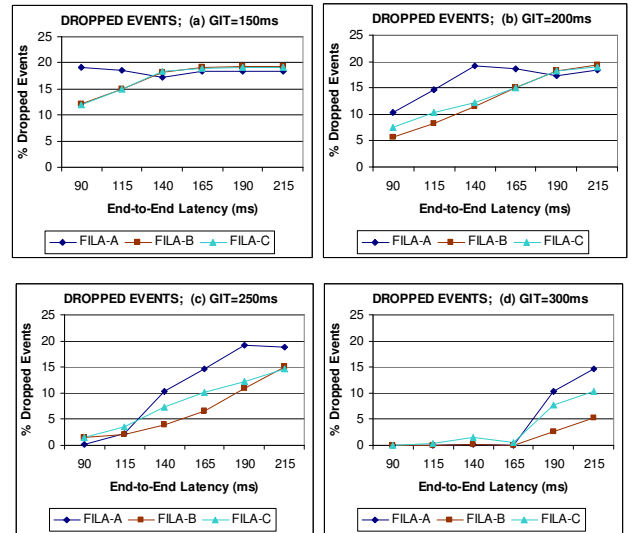 DROPPED EVENTS; (a) GIT=150ms
25
20
15
10
5
0
% Dropped Events
90 115 140 165 190 215
End-to-End Latency (ms)
FILA-A FILA-B FILA-C
DROPPED EVENTS; (b) GIT=200ms
25
20
15
10
5
0
% Dropped Events
90 115 140 165 190 215
End-to-End Latency (ms)
FILA-A FILA-B FILA-C
DROPPED EVENTS; (c) GIT=250ms
25
20
15
10
5
0
% Dropped Events
90 115 140 165 190 215
End-to-End Latency (ms)
FILA-A FILA-B FILA-C
DROPPED EVENTS; (d) GIT=300ms
25
20
15
10
5
0
% Dropped Events
90 115 140 165 190 215
End-to-End Latency (ms)
FILA-A FILA-B FILA-C